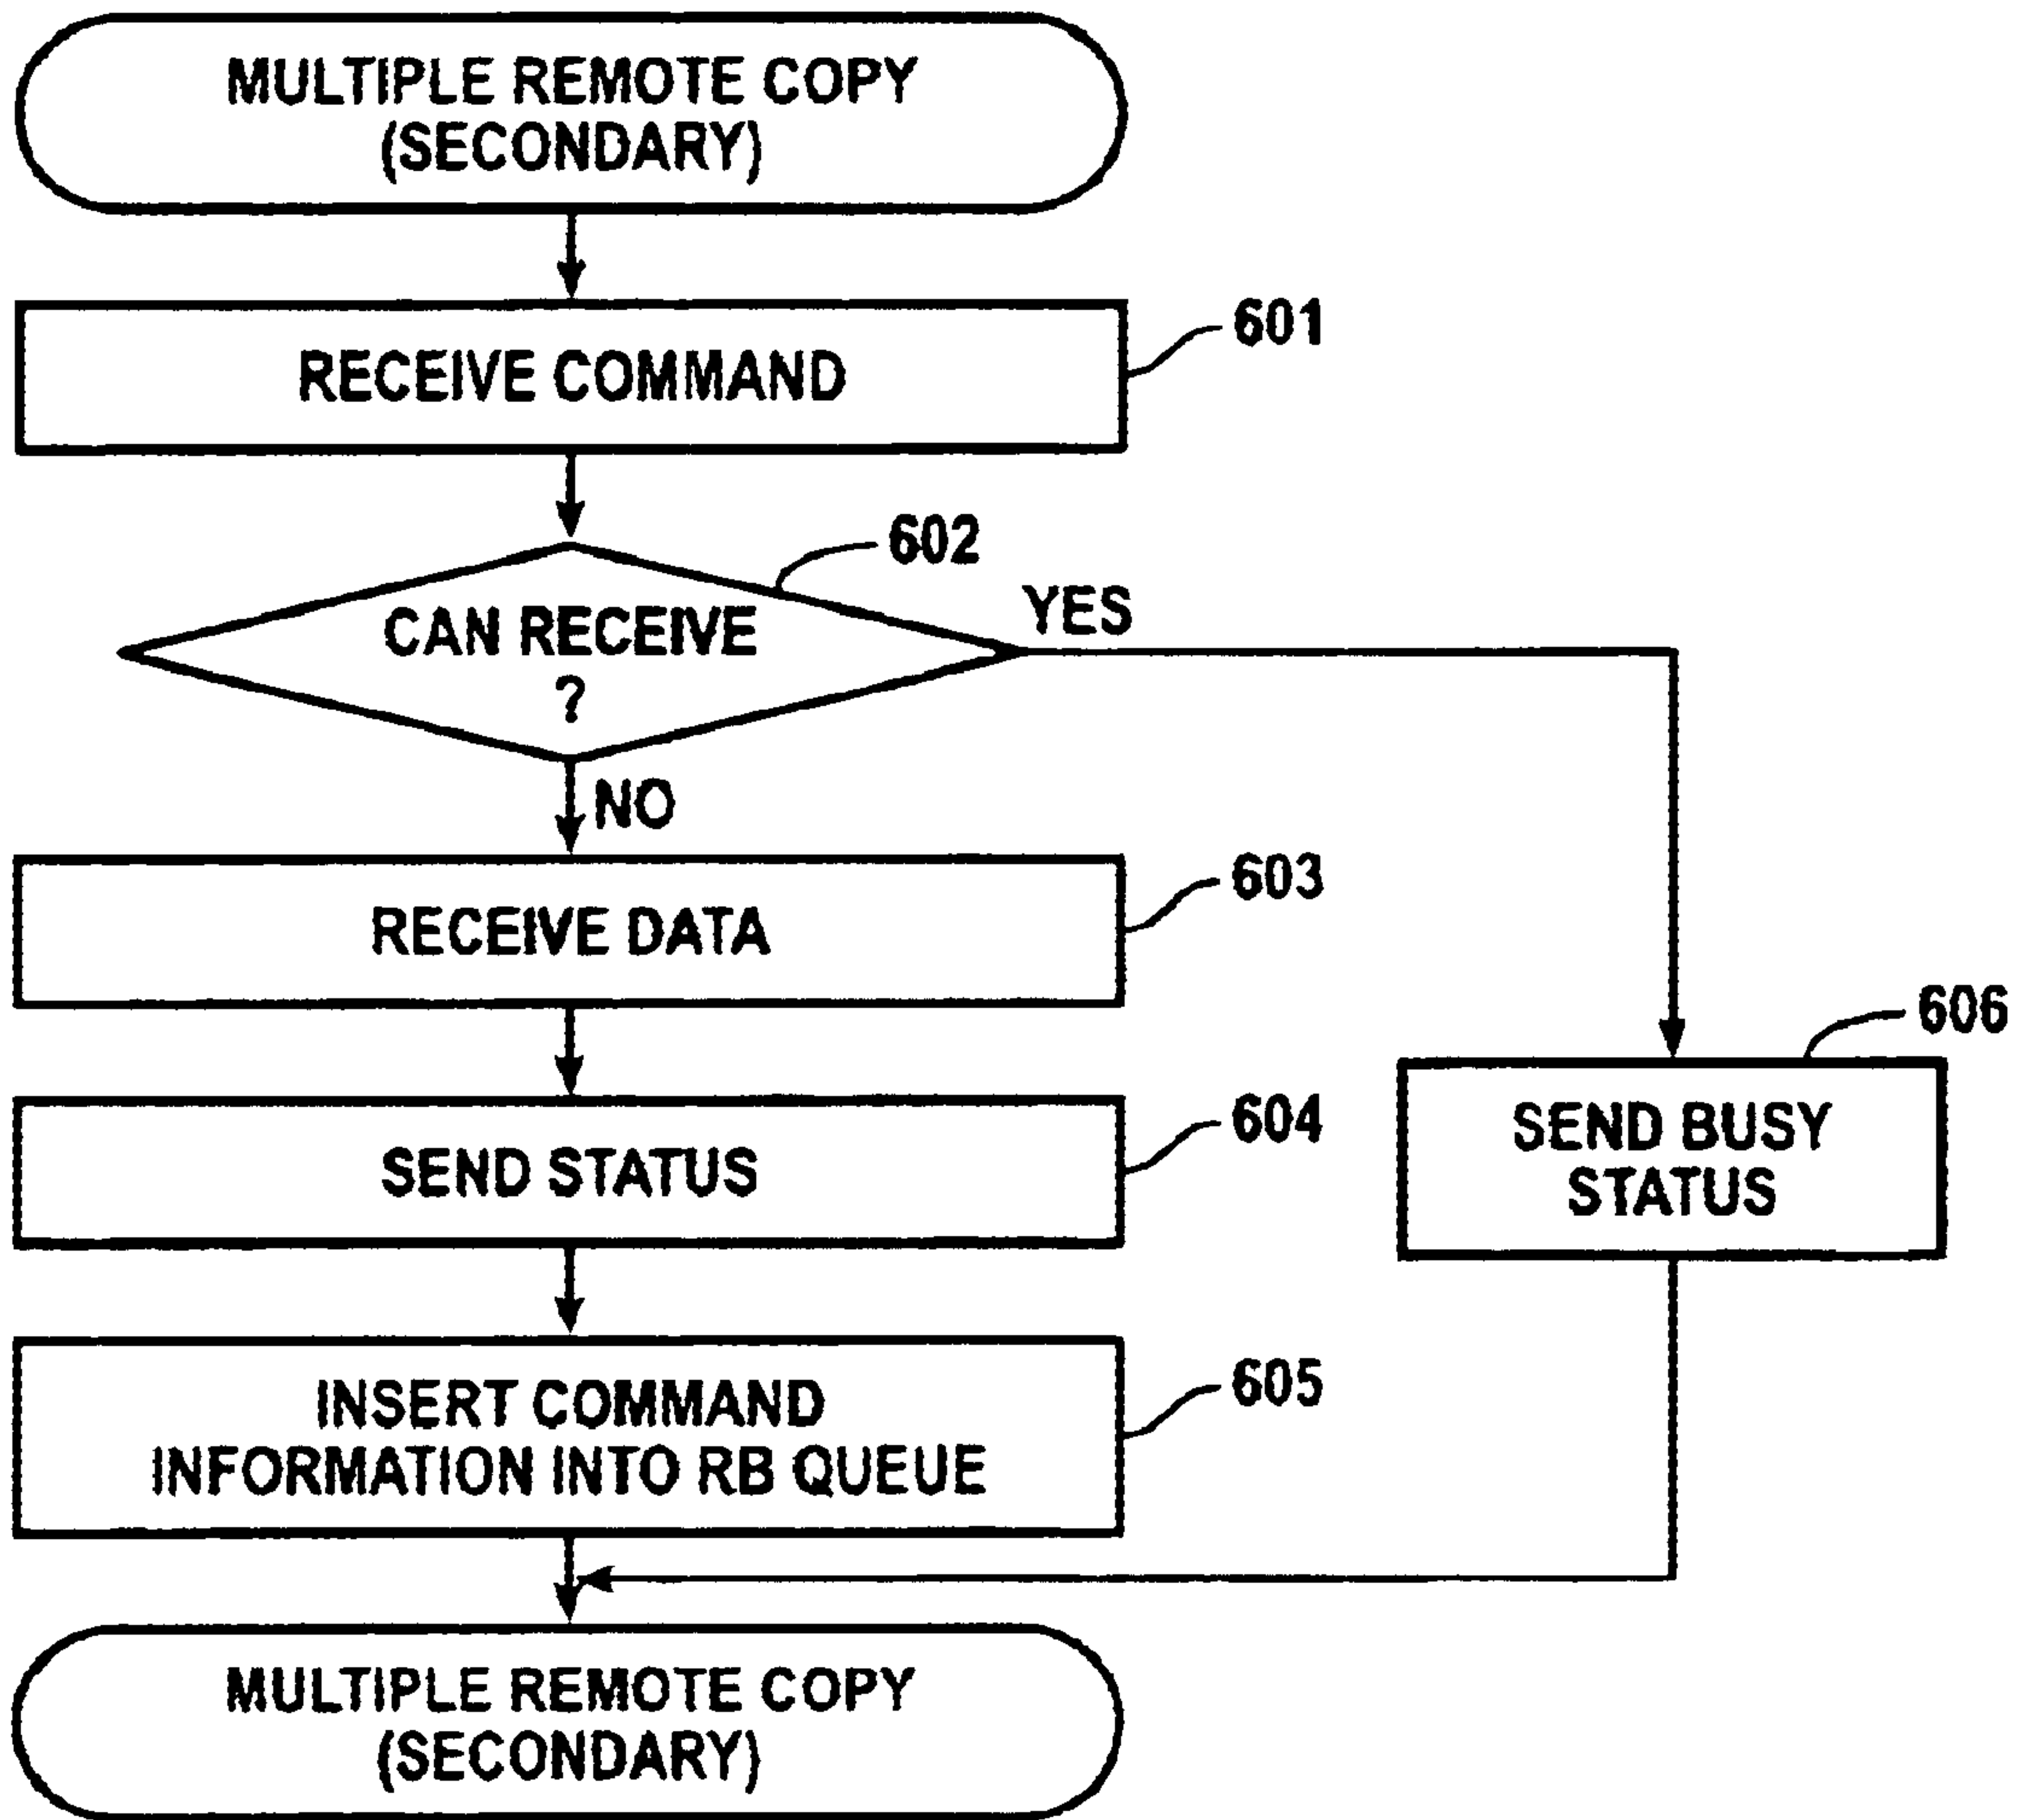 MULTIPLE REMOTE COPY
(SECONDARY)
601
RECEIVE COMMAND
602
YES
CAN RECEIVE
?
NO
603
RECEIVE DATA
606
604
SEND STATUS
SEND BUSY
STATUS
605
INSERT COMMAND
INFORMATION INTO RB QUEUE
MULTIPLE REMOTE COPY
(SECONDARY)